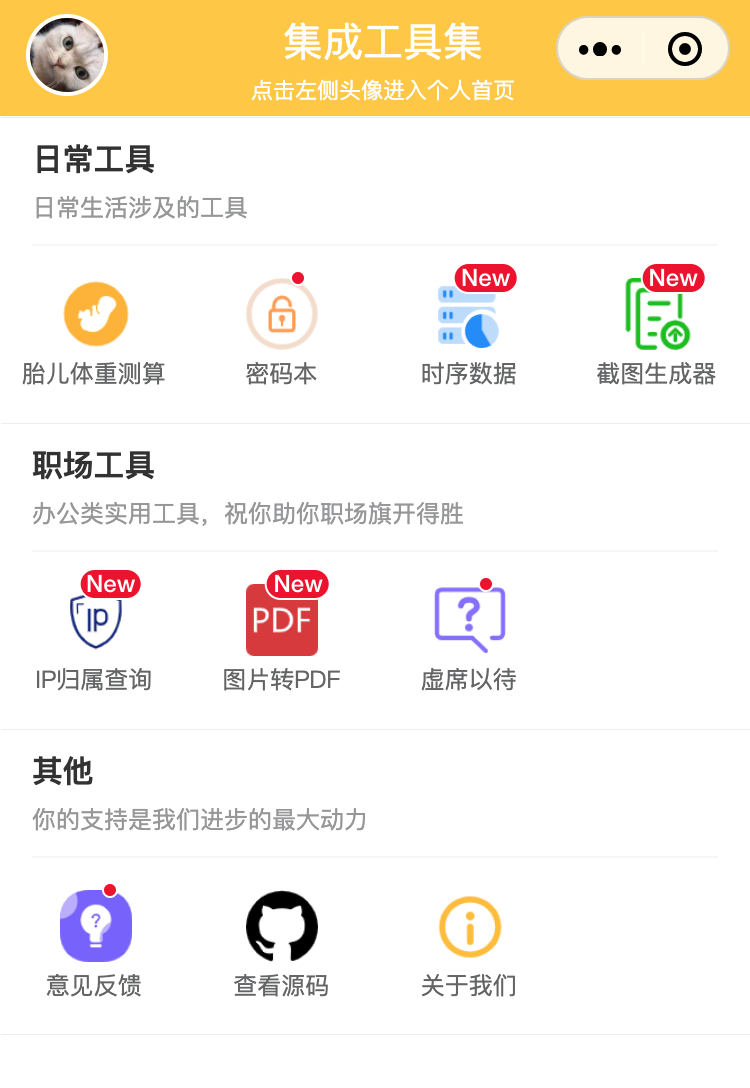 集成工具集
点击左侧头像进入个人首页
日常工具
日常生活涉及的工具
New New
胎儿体重测算 密码本 时序数据 截图生成器
职场工具
办公类实用工具，祝你助你职场旗开得胜
New New
IP PDF ?
IP归属查询 图片转PDF 虚席以待
其他
你的支持是我们进步的最大动力
?
意见反馈 查看源码 关于我们